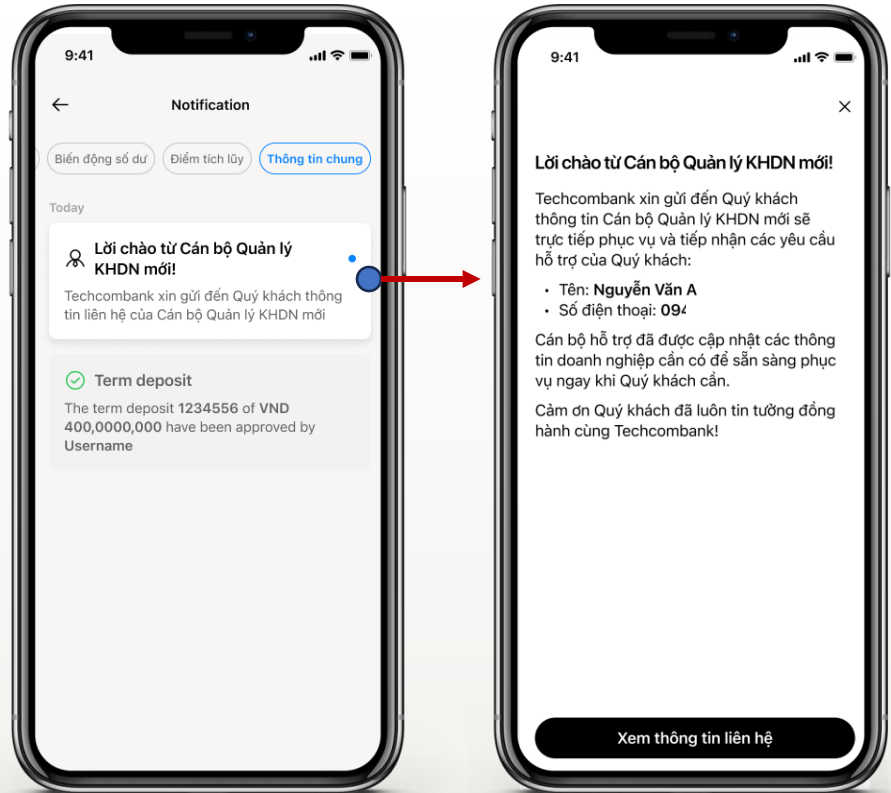 9:41
Notification
Biến động số dư
Điểm tích lũy
Thông tin chung
Today
Lời chào từ Cán bộ Quản lý
KHDN mới!
Techcombank xin gửi đến Quý khách thông
tin liên hệ của Cán bộ Quản lý KHDN mới
Term deposit
The term deposit 1234556 of VND
400,0000,000 have been approved by
Username
9:41
Lời chào từ Cán bộ Quản lý KHDN mới!
Techcombank xin gửi đến Quý khách
thông tin Cán bộ Quản lý KHDN mới sẽ
trực tiếp phục vụ và tiếp nhận các yêu cầu
hỗ trợ của Quý khách:
• Tên: Nguyễn Văn A
• Số điện thoại: 094
Cán bộ hỗ trợ đã được cập nhật các thông
tin doanh nghiệp cần có để sẵn sàng phục
vụ ngay khi Quý khách cần.
Cảm ơn Quý khách đã luôn tin tưởng đồng
hành cùng Techcombank!
Xem thông tin liên hệ